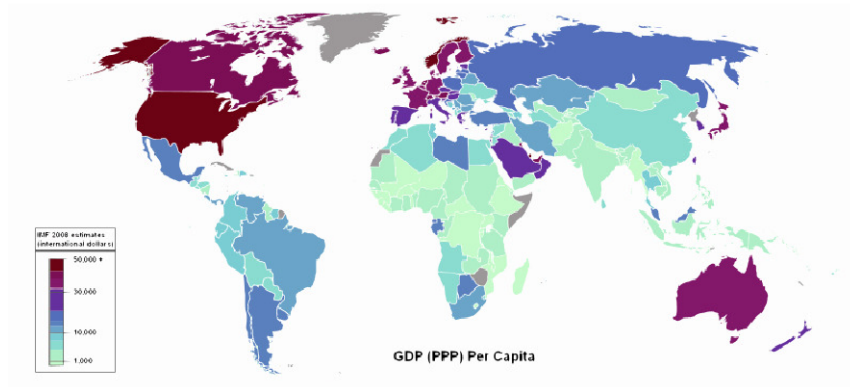 IMF 2008 estimates
(international dollars)
50,000 +
30,000
10,000
1,000
GDP (PPP) Per Capita